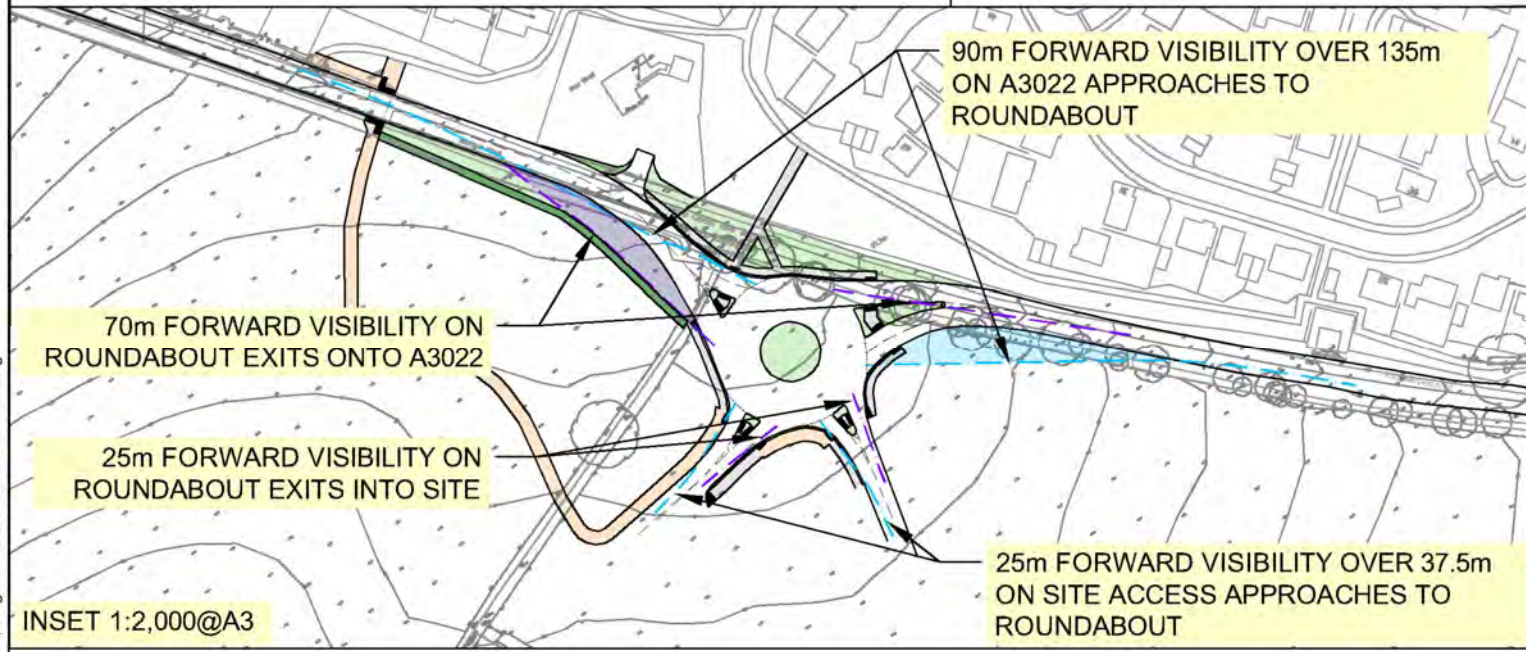 90m FORWARD VISIBILITY OVER 135m
ON A3022 APPROACHES TO
ROUNDABOUT
70m FORWARD VISIBILITY ON
ROUNDABOUT EXITS ONTO A3022
25m FORWARD VISIBILITY ON
ROUNDABOUT EXITS INTO SITE
25m FORWARD VISIBILITY OVER 37.5m
ON SITE ACCESS APPROACHES TO
ROUNDABOUT
INSET 1:2,000@A3